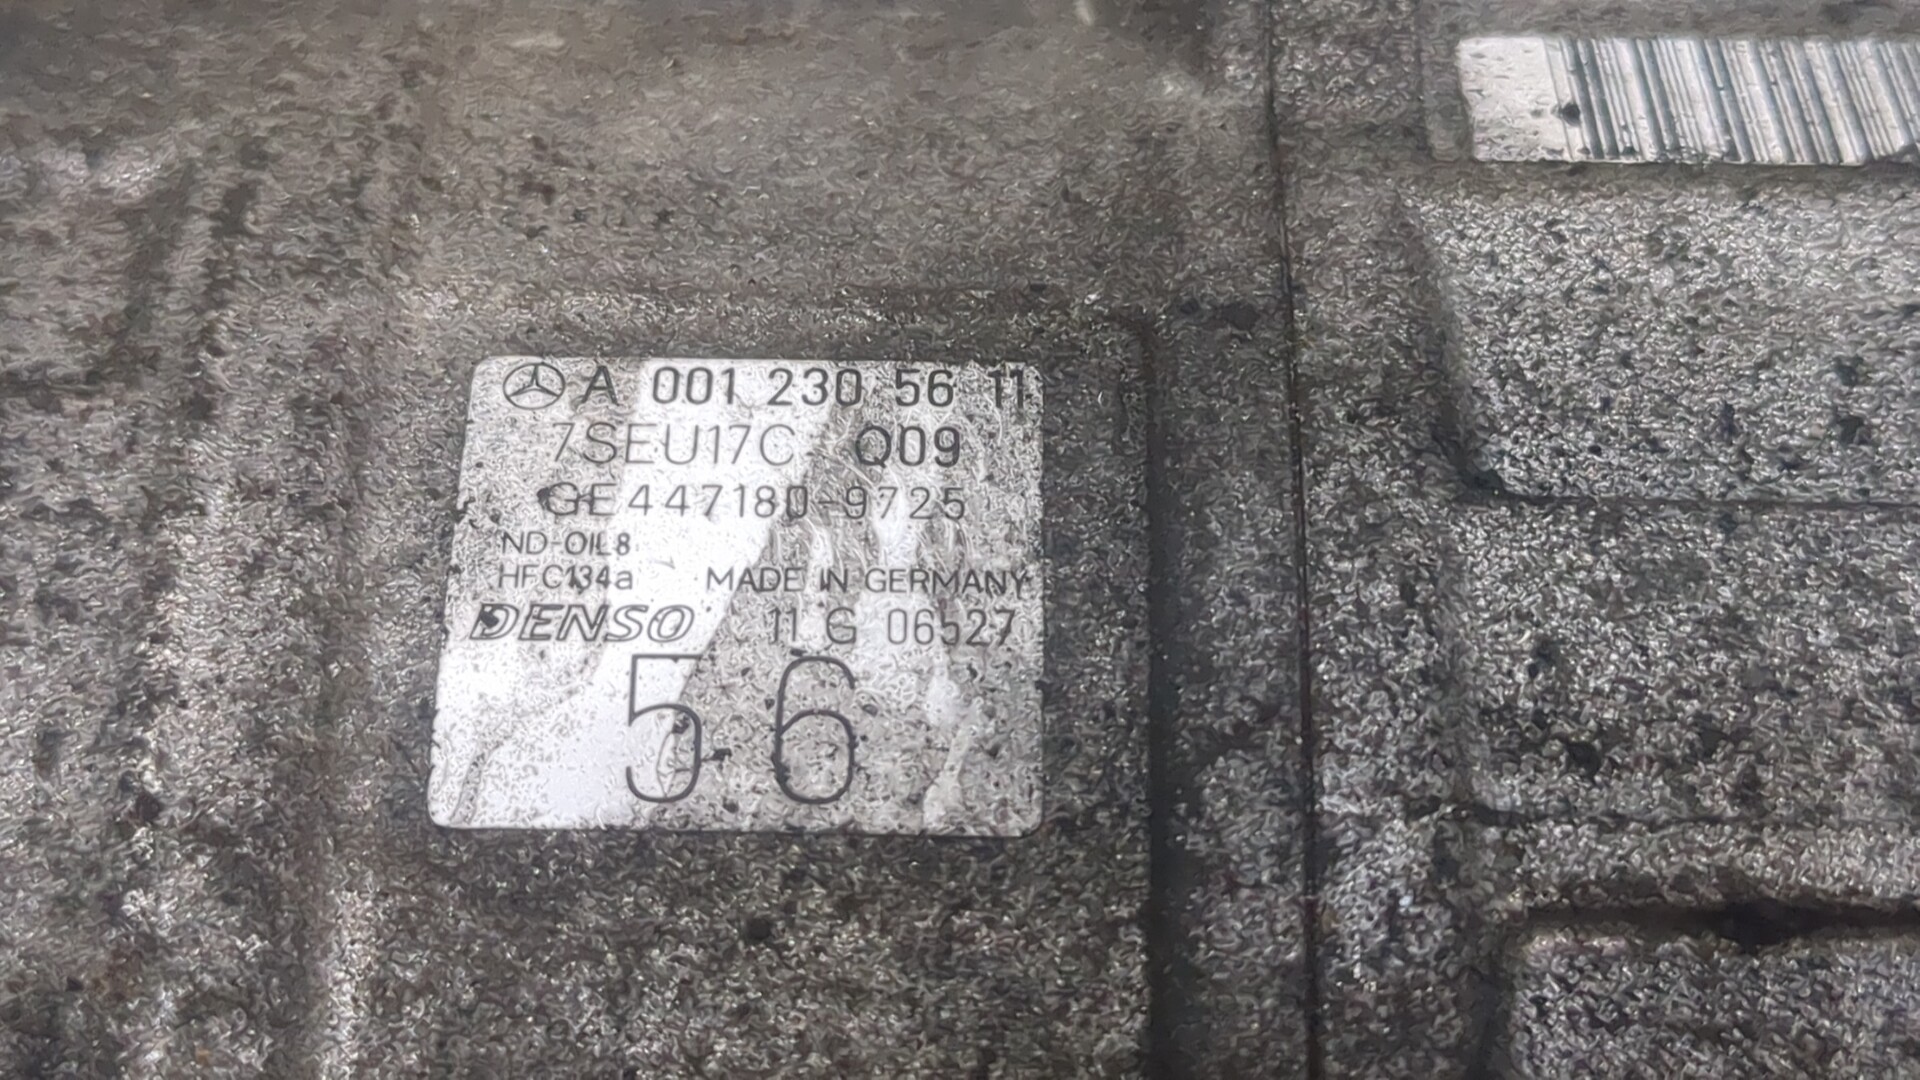 A 001 230 56 11
7SEU17C Q09
GE447180-9725
ND-OIL8
HFC134a MADE IN GERMANY
DENSO 11 G 06527
56